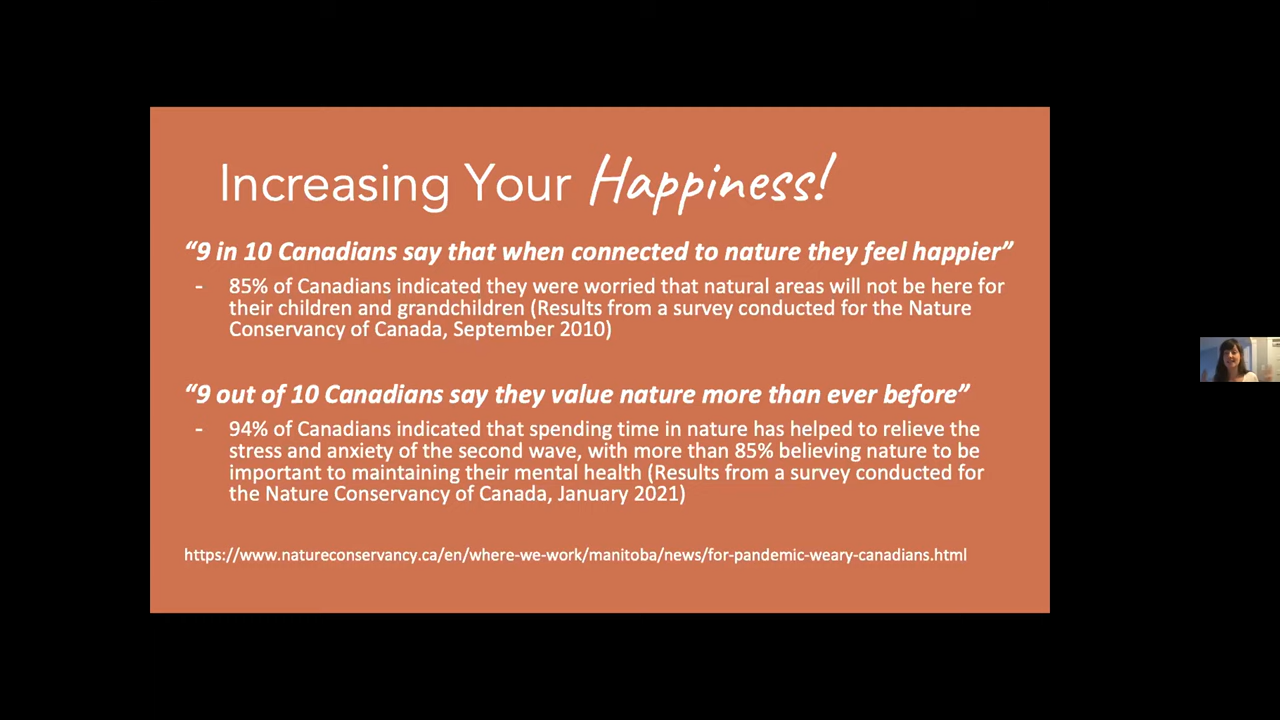 Increasing Your Happiness!
“9 in 10 Canadians say that when connected to nature they feel happier”
- 85% of Canadians indicated they were worried that natural areas will not be here for
their children and grandchildren (Results from a survey conducted for the Nature
Conservancy of Canada, September 2010)
“9 out of 10 Canadians say they value nature more than ever before”
- 94% of Canadians indicated that spending time in nature has helped to relieve the
stress and anxiety of the second wave, with more than 85% believing nature to be
important to maintaining their mental health (Results from a survey conducted for
the Nature Conservancy of Canada, January 2021)
https://www.natureconservancy.ca/en/where-we-work/manitoba/news/for-pandemic-weary-canadians.html